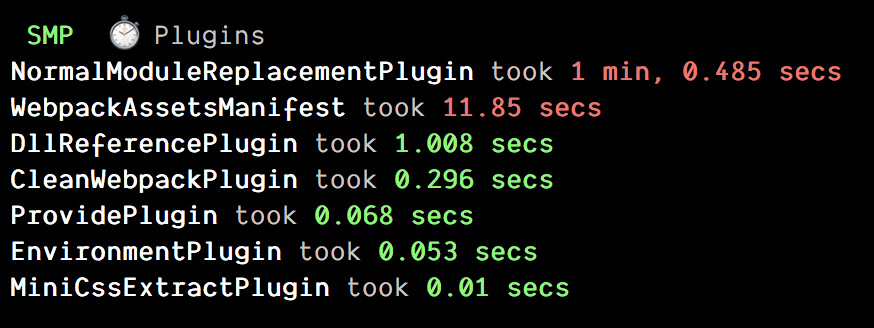 SMP ⏱ Plugins
NormalModuleReplacementPlugin took 1 min, 0.485 secs
WebpackAssetsManifest took 11.85 secs
DllReferencePlugin took 1.008 secs
CleanWebpackPlugin took 0.296 secs
ProvidePlugin took 0.068 secs
EnvironmentPlugin took 0.053 secs
MiniCssExtractPlugin took 0.01 secs